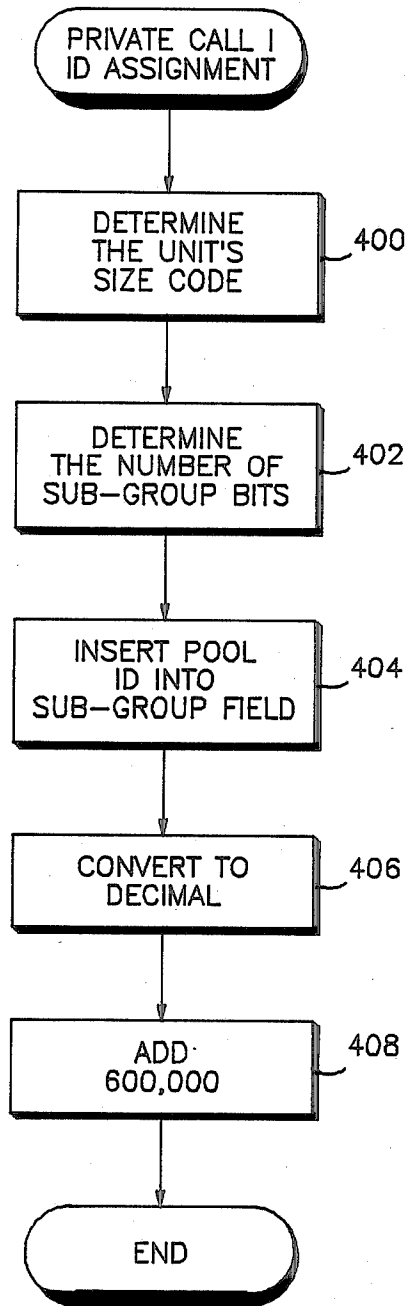 PRIVATE CALL I
ID ASSIGNMENT
DETERMINE
THE UNIT'S
SIZE CODE
400
DETERMINE
THE NUMBER OF
SUB-GROUP BITS
402
INSERT POOL
ID INTO
SUB-GROUP FIELD
404
CONVERT TO
DECIMAL
406
ADD
600,000
408
END